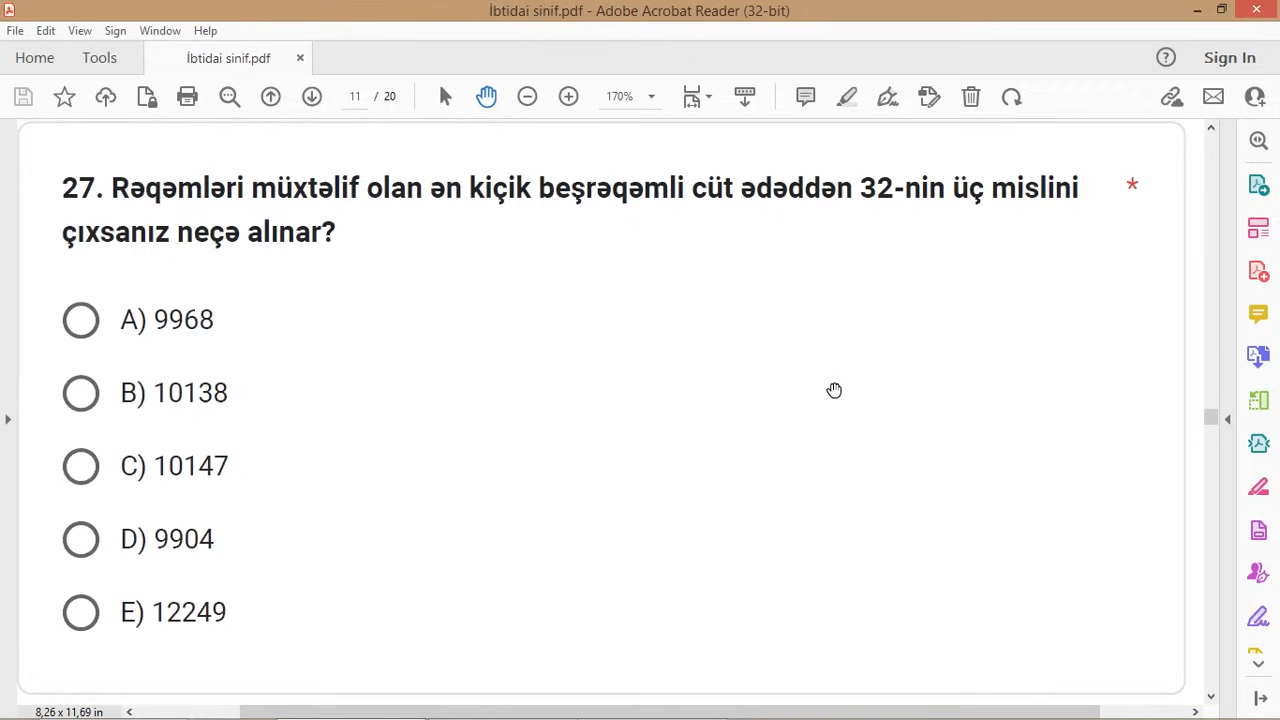 İbtidai sinif.pdf - Adobe Acrobat Reader (32-bit)
File Edit View Sign Window Help
Home Tools İbtidai sinif.pdf × Sign In
11 / 20 170%
27. Rəqəmləri müxtəlif olan ən kiçik beşrəqəmli cüt ədəddən 32-nin üç mislini *
çıxsanız neçə alınar?
A) 9968
B) 10138
C) 10147
D) 9904
E) 12249
8,26 x 11,69 in